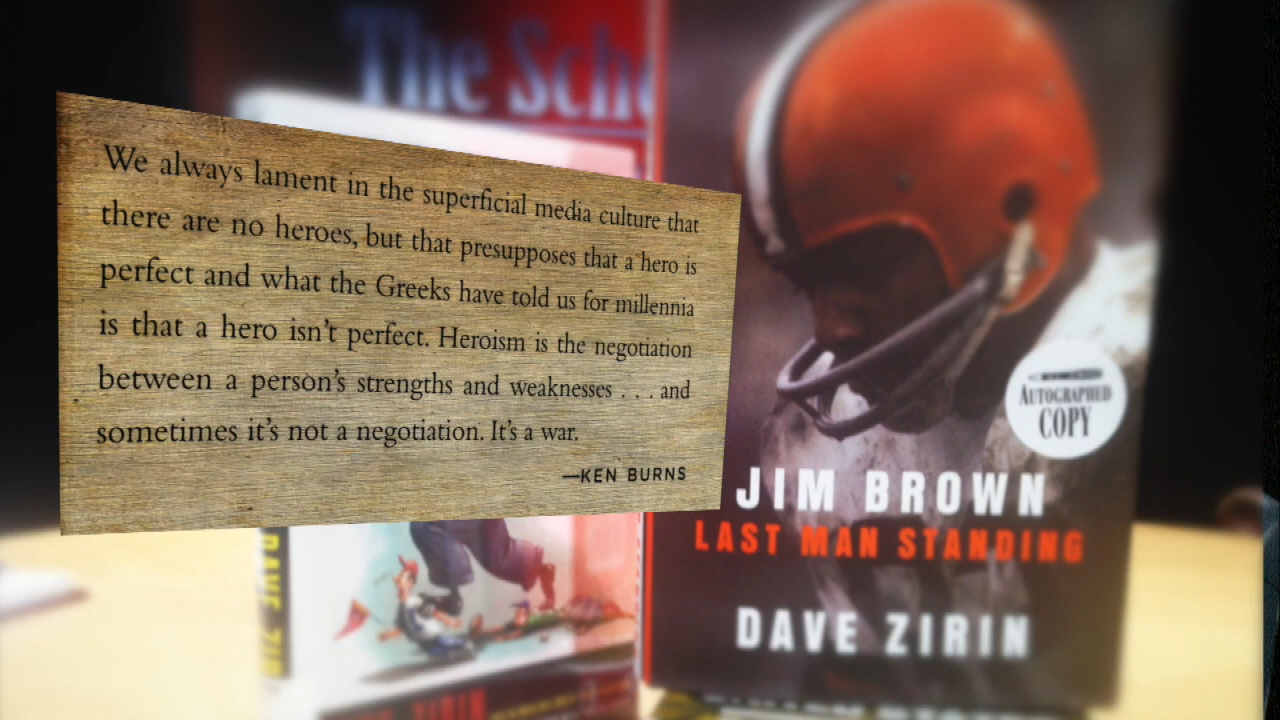 The Sch
We always lament in the superficial media culture that
there are no heroes, but that presupposes that a hero is
perfect and what the Greeks have told us for millennia
is that a hero isn't perfect. Heroism is the negotiation
between a person's strengths and weaknesses . . . and
sometimes it's not a negotiation. It's a war.
—KEN BURNS
AUTOGRAPHED
COPY
JIM BROWN
LAST MAN STANDING
DAVE ZIRIN
DAVE ZIR
ZIRIN